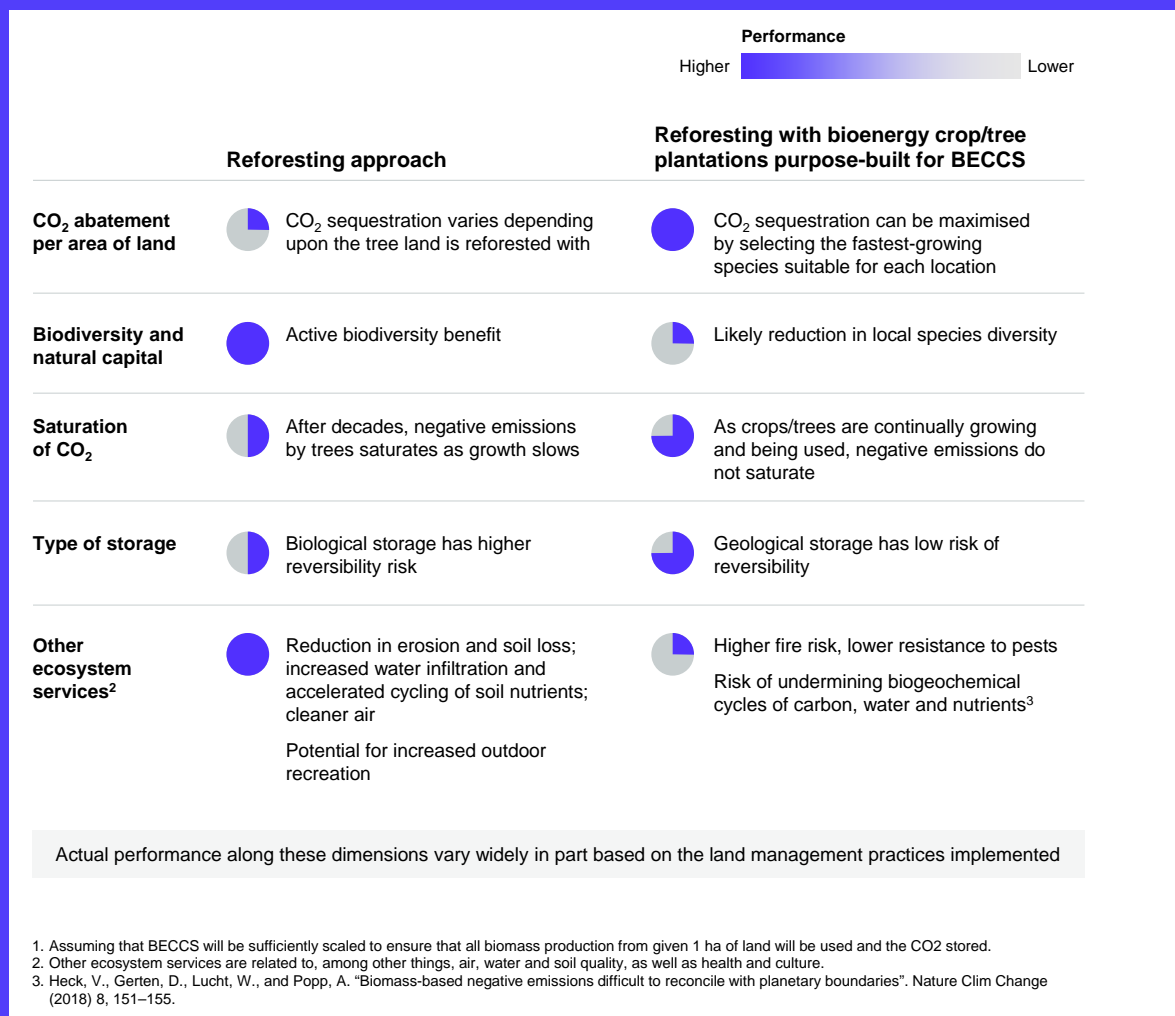 Performance
Higher
Lower
Reforesting approach
Reforesting with bioenergy crop/tree
plantations purpose-built for BECCS
CO₂ abatement
per area of land
CO₂ sequestration varies depending
upon the tree land is reforested with
CO₂ sequestration can be maximised
by selecting the fastest-growing
species suitable for each location
Biodiversity and
natural capital
Active biodiversity benefit
Likely reduction in local species diversity
Saturation
of CO₂
After decades, negative emissions
by trees saturates as growth slows
As crops/trees are continually growing
and being used, negative emissions do
not saturate
Type of storage
Biological storage has higher
reversibility risk
Geological storage has low risk of
reversibility
Other
ecosystem
services²
Reduction in erosion and soil loss;
increased water infiltration and
accelerated cycling of soil nutrients;
cleaner air
Potential for increased outdoor
recreation
Higher fire risk, lower resistance to pests
Risk of undermining biogeochemical
cycles of carbon, water and nutrients³
Actual performance along these dimensions vary widely in part based on the land management practices implemented
1. Assuming that BECCS will be sufficiently scaled to ensure that all biomass production from given 1 ha of land will be used and the CO2 stored.
2. Other ecosystem services are related to, among other things, air, water and soil quality, as well as health and culture.
3. Heck, V., Gerten, D., Lucht, W., and Popp, A. “Biomass-based negative emissions difficult to reconcile with planetary boundaries”. Nature Clim Change
(2018) 8, 151–155.